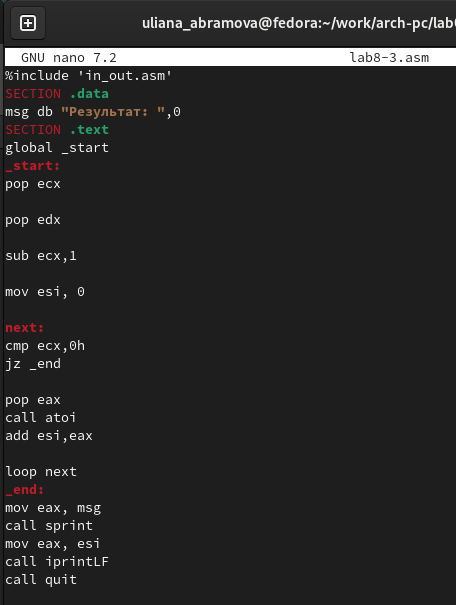 uliana_abramova@fedora:~/work/arch-pc/lab
GNU nano 7.2 lab8-3.asm
%include 'in_out.asm'
SECTION .data
msg db "Результат: ",0
SECTION .text
global _start
_start:
pop ecx
pop edx
sub ecx,1
mov esi, 0
next:
cmp ecx,0h
jz _end
pop eax
call atoi
add esi,eax
loop next
_end:
mov eax, msg
call sprint
mov eax, esi
call iprintLF
call quit